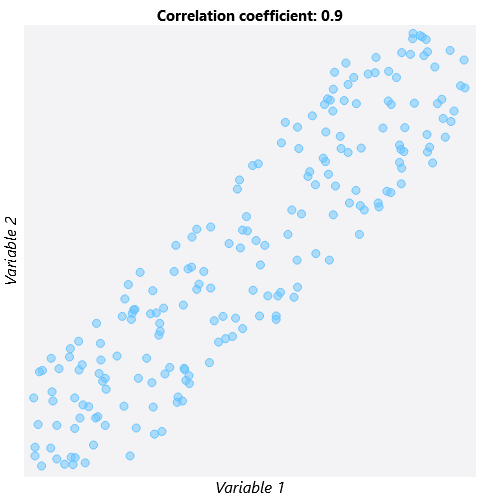 Correlation coefficient: 0.9
Variable 2
Variable 1